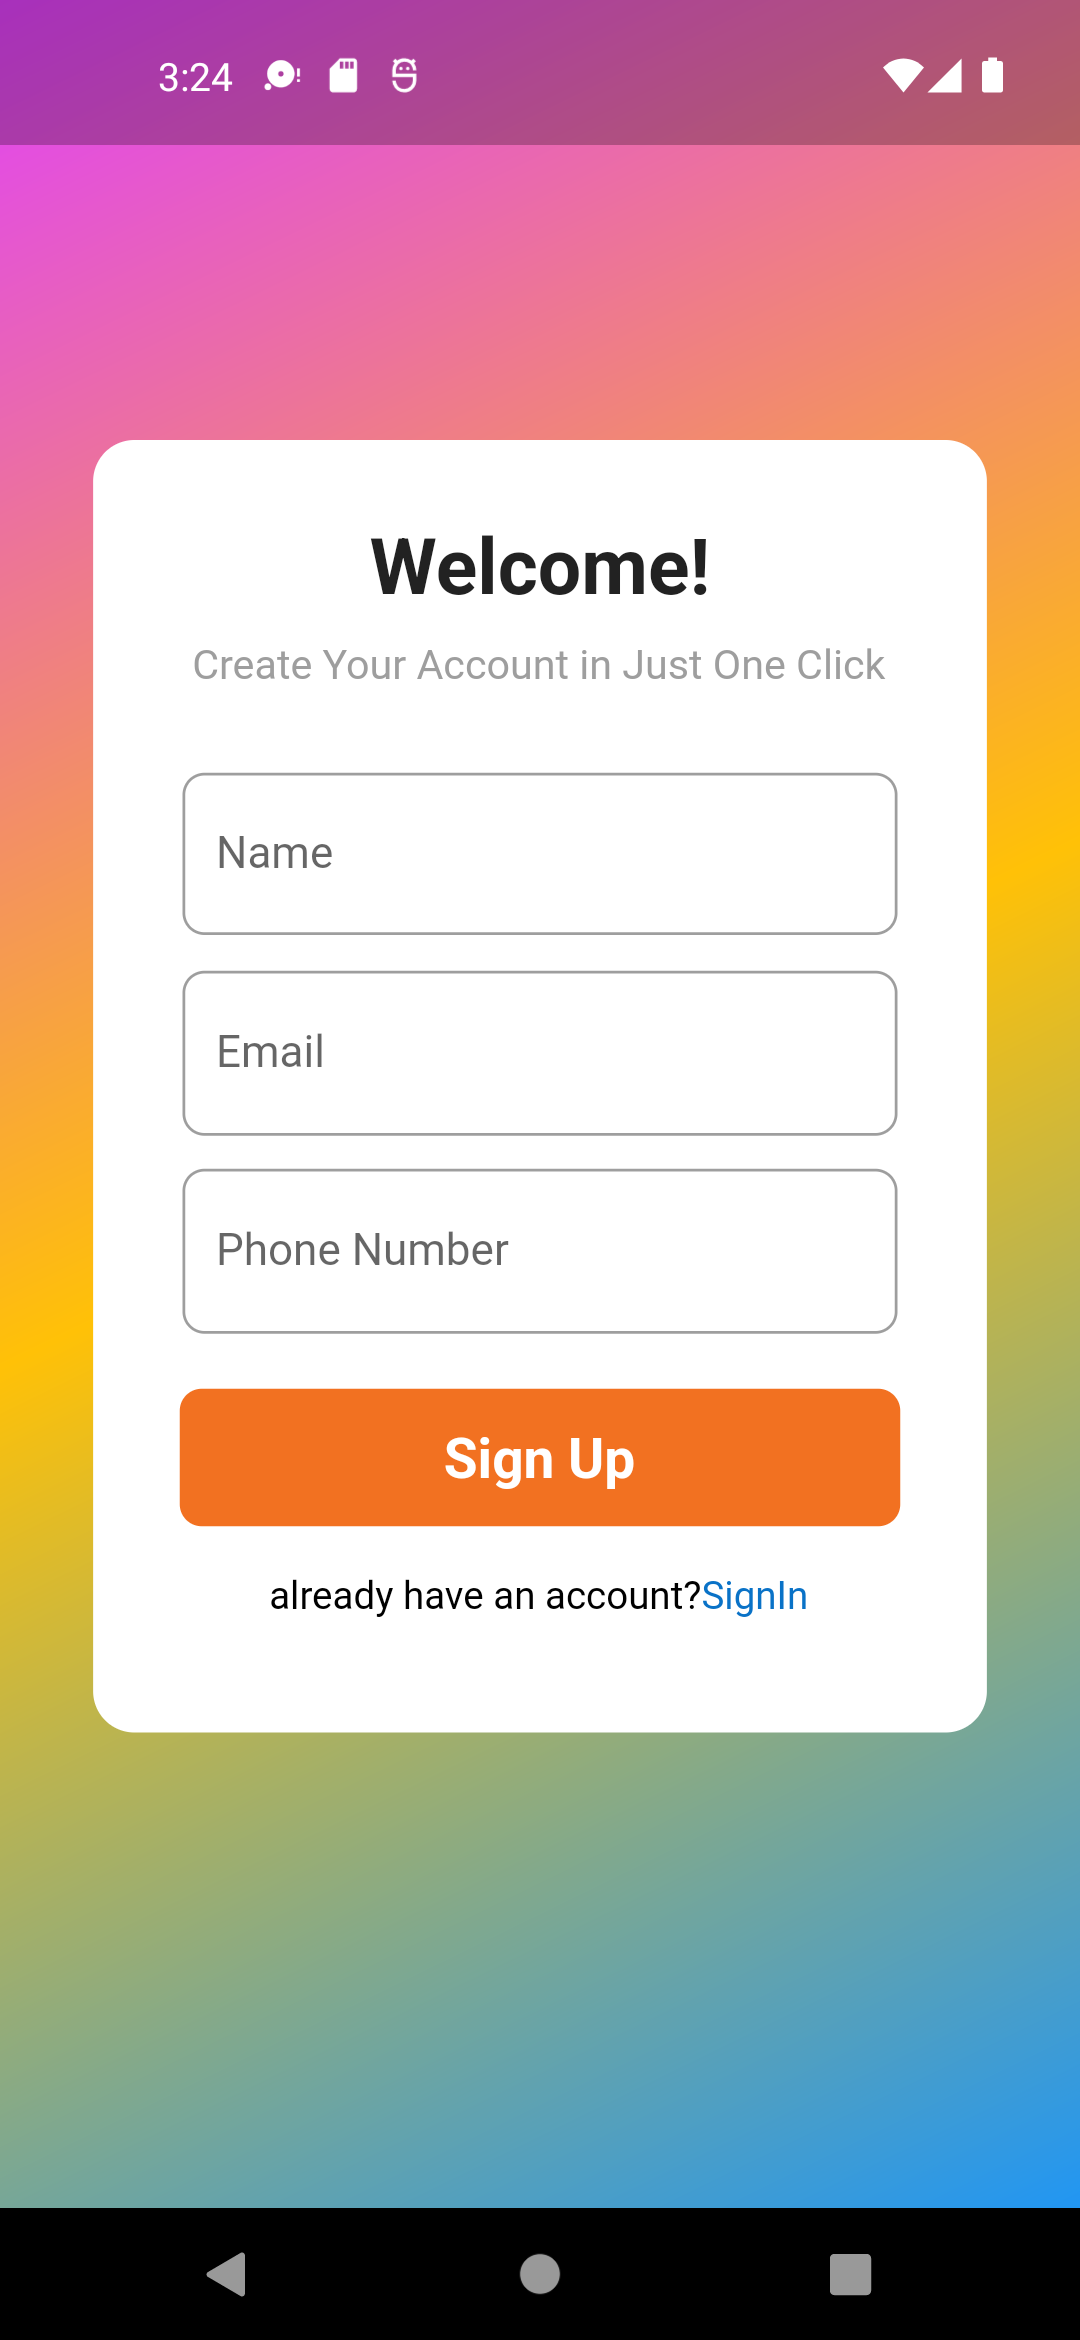 3:24
Welcome!
Create Your Account in Just One Click
Name
Email
Phone Number
Sign Up
already have an account?SignIn